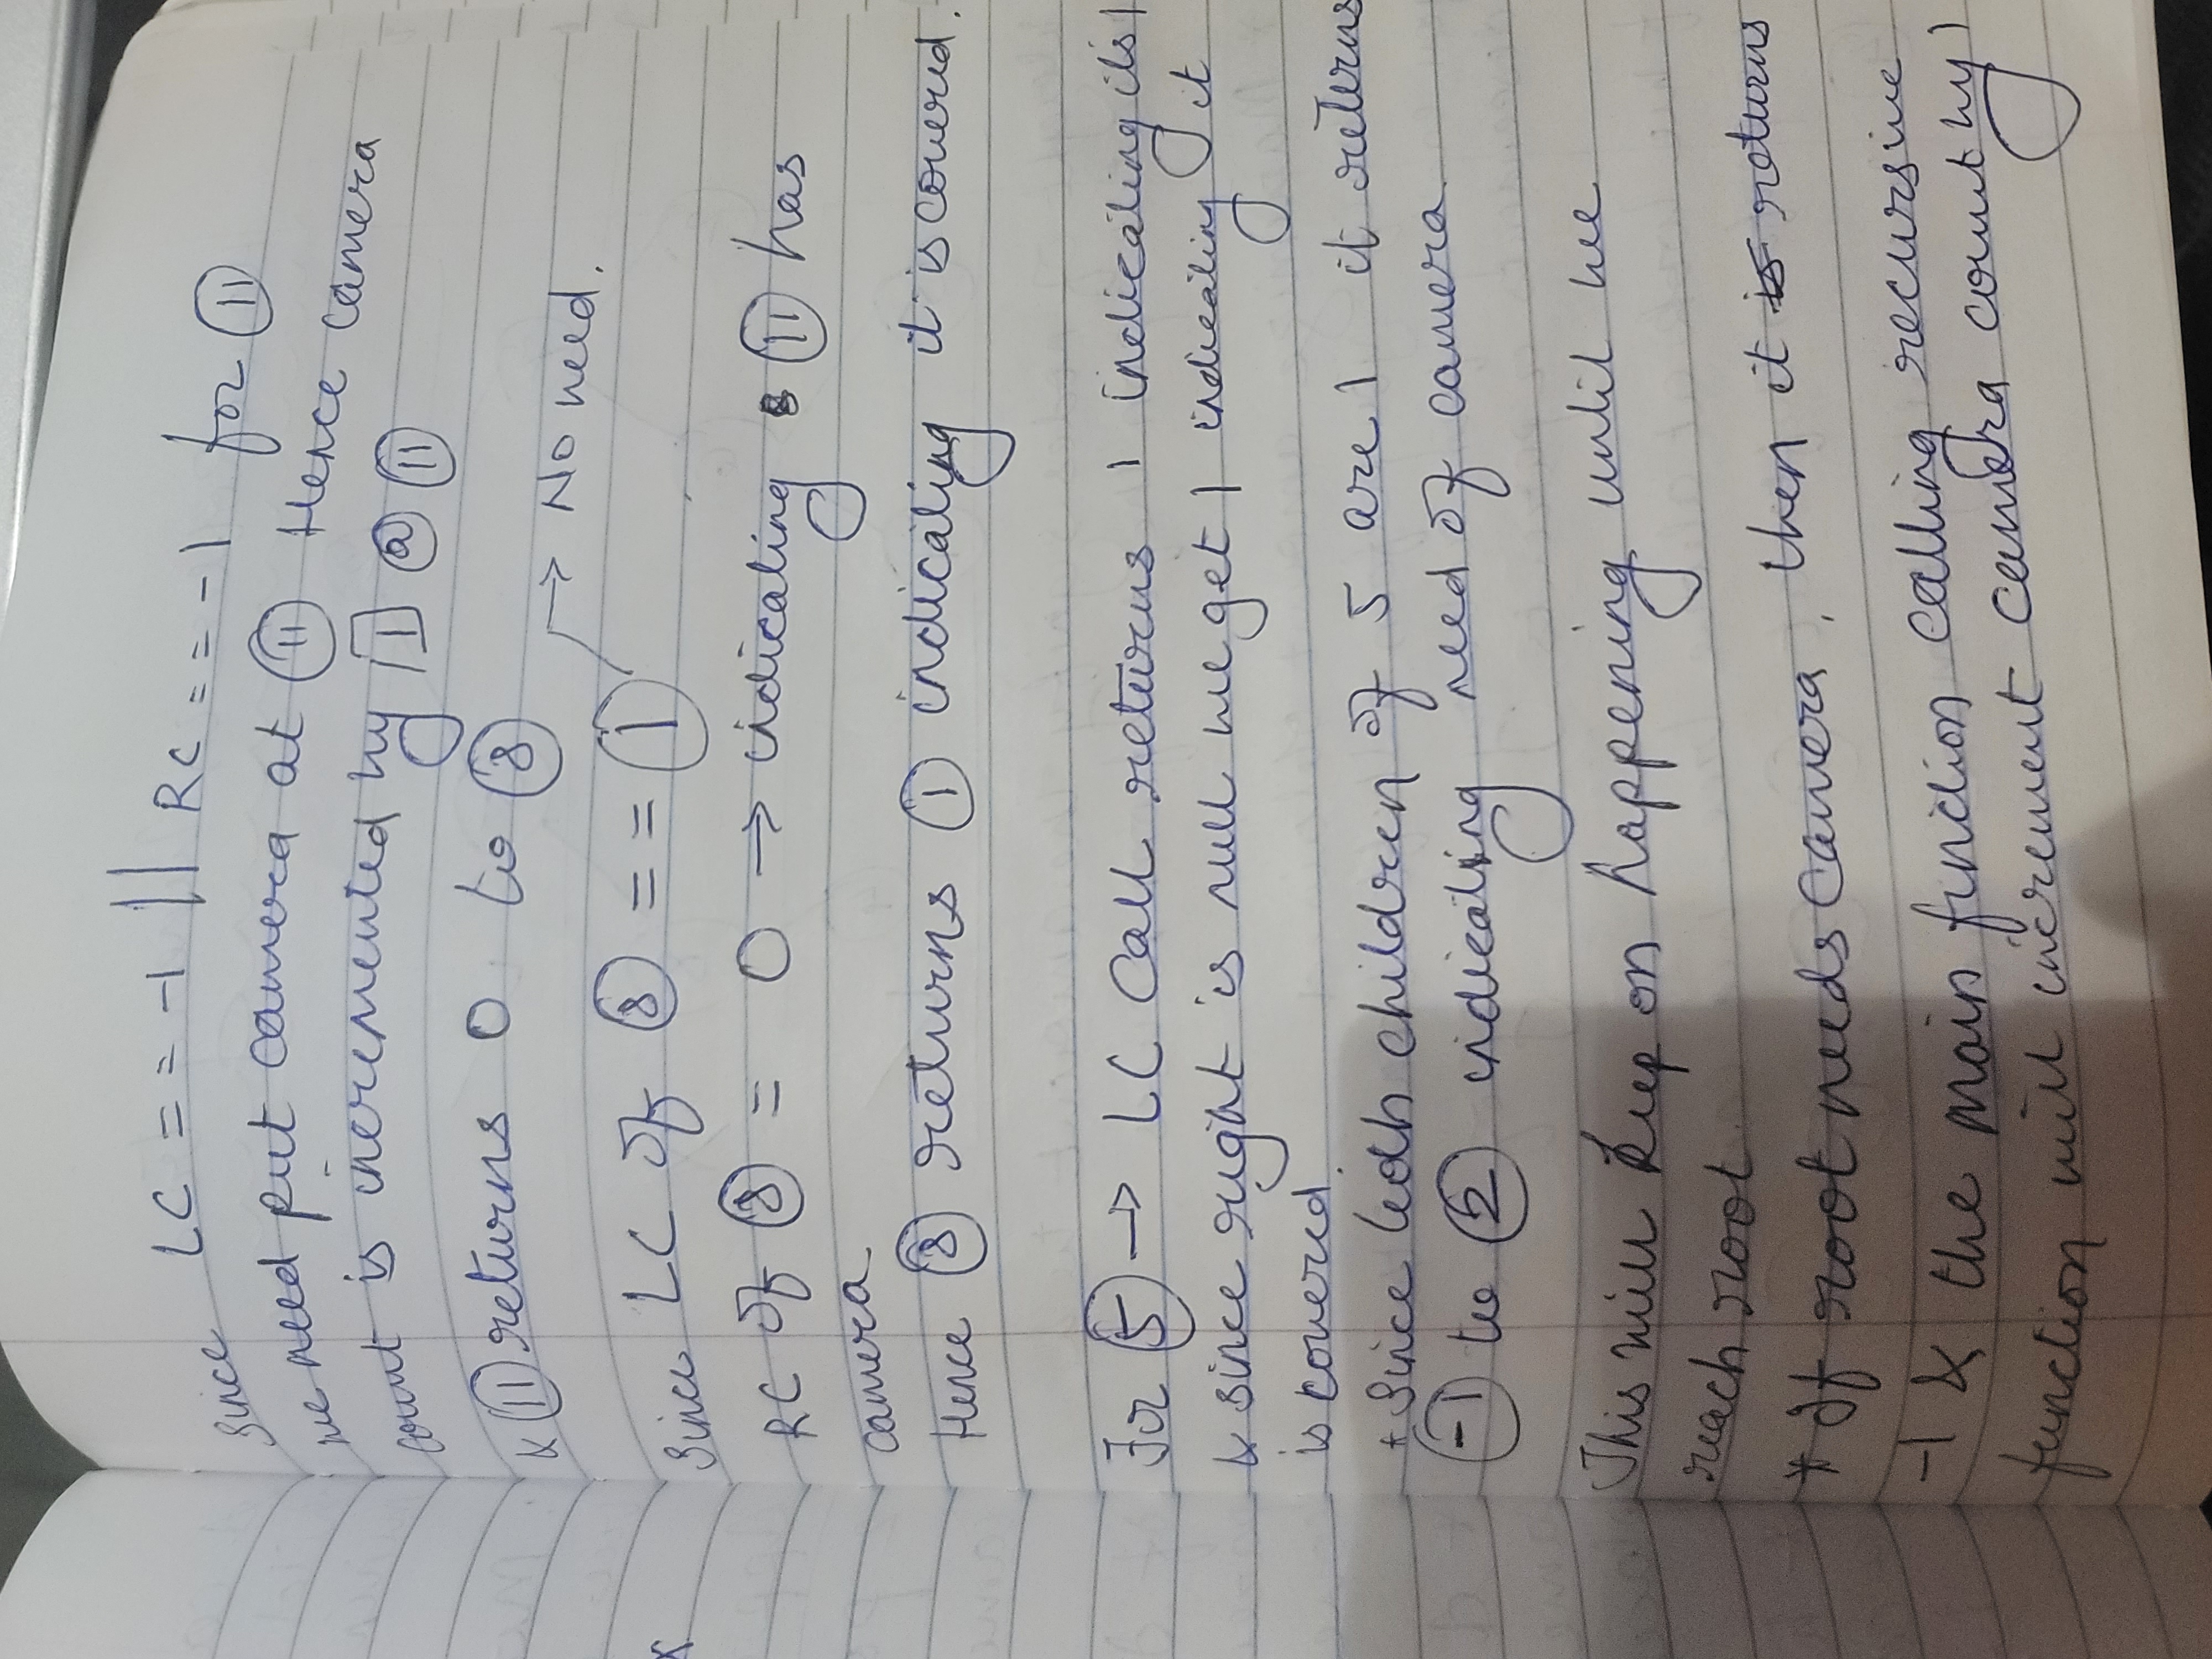 Since LC == -1 || RC == -1 for 11
we need put camera at 11 Hence camera
count is incremented by 1 @ 11
& 11 returns 0 to 8
→ No need.
Since LC of 8 == 1
RC of 8 = 0 → indicating 11 has
camera
Hence 8 returns 1 indicating it is covered.
For 5 → LC call returns 1 indicating its 1
& since right is null we get 1 indicating it
is covered.
+ Since both children of 5 are 1 it returns
-1 to 2 indicating need of camera
This will keep on happening until we
reach root
* If root needs camera, then it is returns
-1 & the main function calling recursive
function will increment camera count by 1